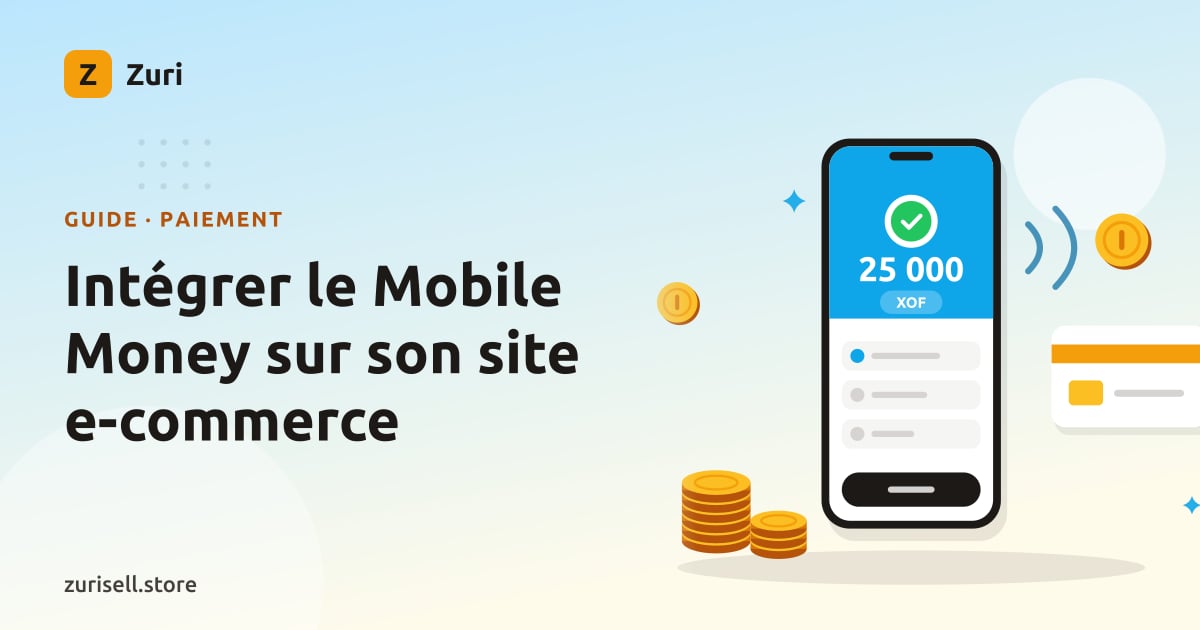 Z Zuri
GUIDE · PAIEMENT
Intégrer le Mobile
Money sur son site
e-commerce
25 000
XOF
zurisell.store